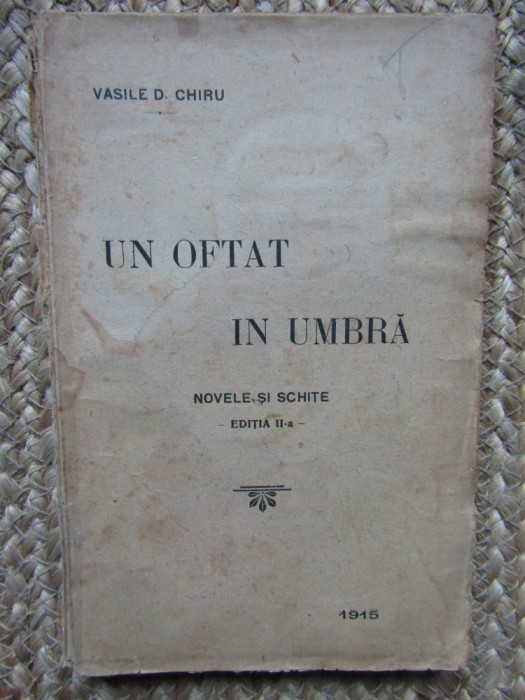 VASILE D. CHIRU
UN OFTAT
IN UMBRĂ
NOVELE ȘI SCHITE
- EDIȚIA II-a -
1915